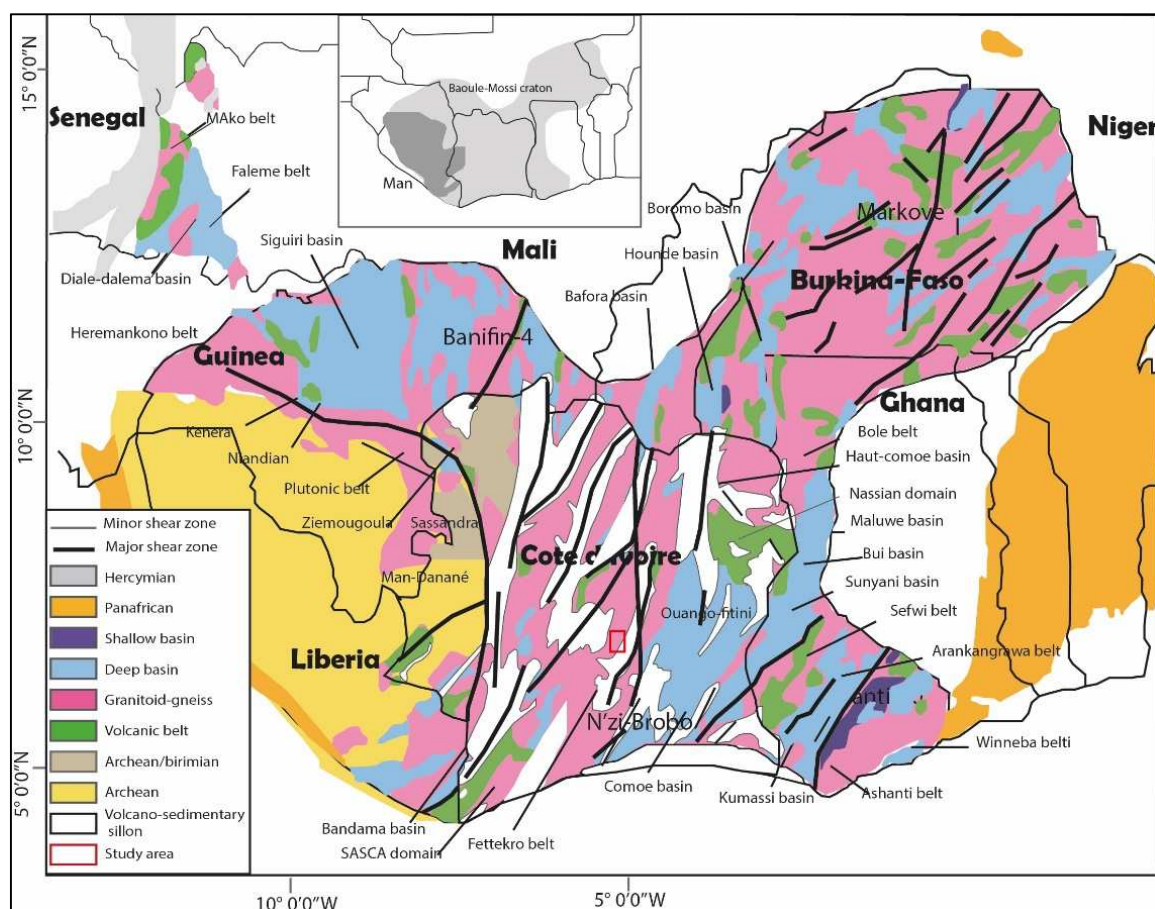 15° 0'0"N
10° 0'0"N
5° 0'0"N
10° 0'0"W
5° 0'0"W
Senegal
MAko belt
Faleme belt
Diale-dalema basin
Baoule-Mossi craton
Man
Niger
Mali
Siguiri basin
Heremankono belt
Guinea
Banifin-4
Bafora basin
Hounde basin
Boromo basin
Markove
Burkina-Faso
Kenera
Niandian
Plutonic belt
Ziemougoula
Sassandra
Man-Danané
Liberia
Cote d'Ivoire
Ouango-fitini
N'zi-Brobo
Ghana
Bole belt
Haut-comoe basin
Nassian domain
Maluwe basin
Bui basin
Sunyani basin
Sefwi belt
Arankangrawa belt
anti
Winneba belti
Ashanti belt
Kumassi basin
Comoe basin
Fettekro belt
SASCA domain
Bandama basin
Minor shear zone
Major shear zone
Hercymian
Panafrican
Shallow basin
Deep basin
Granitoid-gneiss
Volcanic belt
Archean/birimian
Archean
Volcano-sedimentary
sillon
Study area